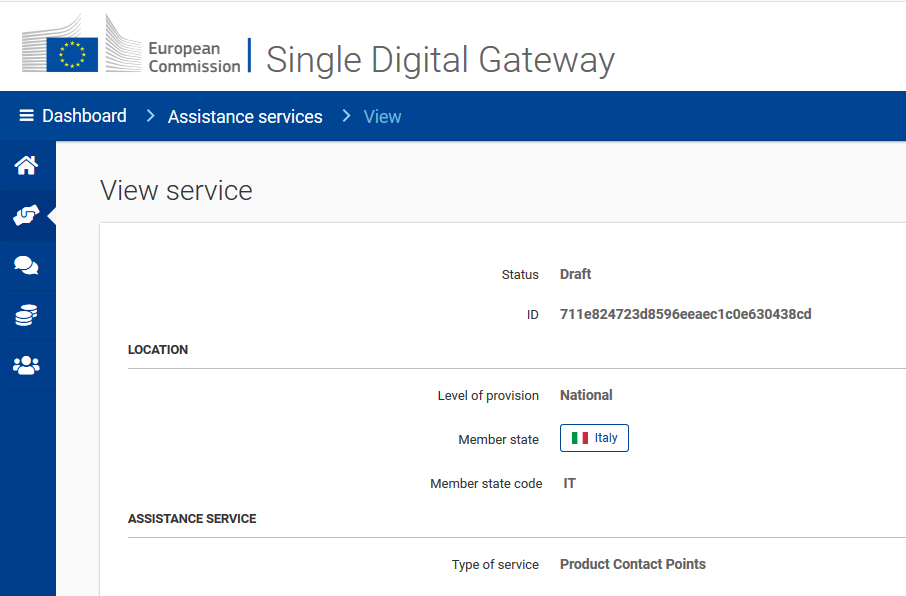 European
Commission
Single Digital Gateway
Dashboard
Assistance services
View
View service
Status Draft
ID 711e824723d8596eeaec1c0e630438cd
LOCATION
Level of provision National
Member state Italy
Member state code IT
ASSISTANCE SERVICE
Type of service Product Contact Points